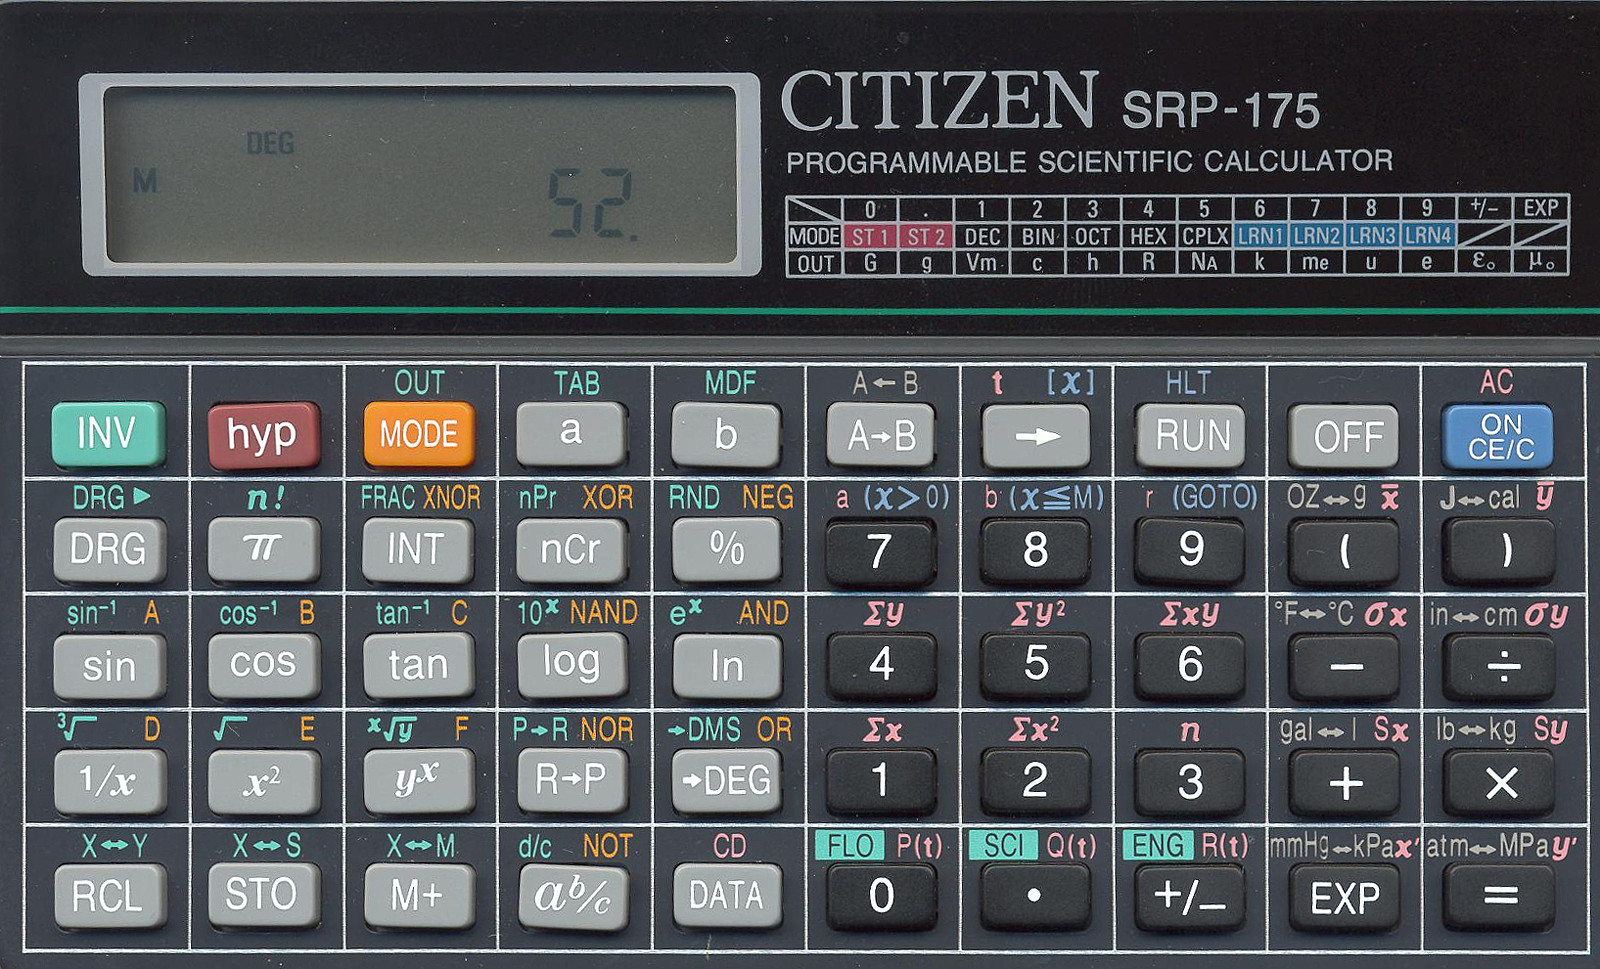 CITIZEN SRP-175
PROGRAMMABLE SCIENTIFIC CALCULATOR
DEG
M
52.
0 . 1 2 3 4 5 6 7 8 9 +/− EXP
MODE ST 1 ST 2 DEC BIN OCT HEX CPLX LRN1 LRN2 LRN3 LRN4
OUT G g Vm c h R NA k me u e ε₀ μ₀
OUT TAB MDF A←B t [x] HLT AC
INV hyp MODE a b A→B → RUN OFF ON
CE/C
DRG▶ n! FRAC XNOR nPr XOR RND NEG a (x>0) b (x≦M) r (GOTO) OZ↔g x̄ J↔cal ȳ
DRG π INT nCr % 7 8 9 ( )
sin⁻¹ A cos⁻¹ B tan⁻¹ C 10ˣ NAND eˣ AND Σy Σy² Σxy °F↔°C σx in↔cm σy
sin cos tan log ln 4 5 6 − ÷
³√ D √ E ˣ√y F P→R NOR →DMS OR Σx Σx² n gal↔l Sx lb↔kg Sy
1/x x² yˣ R→P →DEG 1 2 3 + ×
X↔Y X↔S X↔M d/c NOT CD FLO P(t) SCI Q(t) ENG R(t) mmHg↔kPa x′ atm↔MPa y′
RCL STO M+ ab/c DATA 0 • +/− EXP =